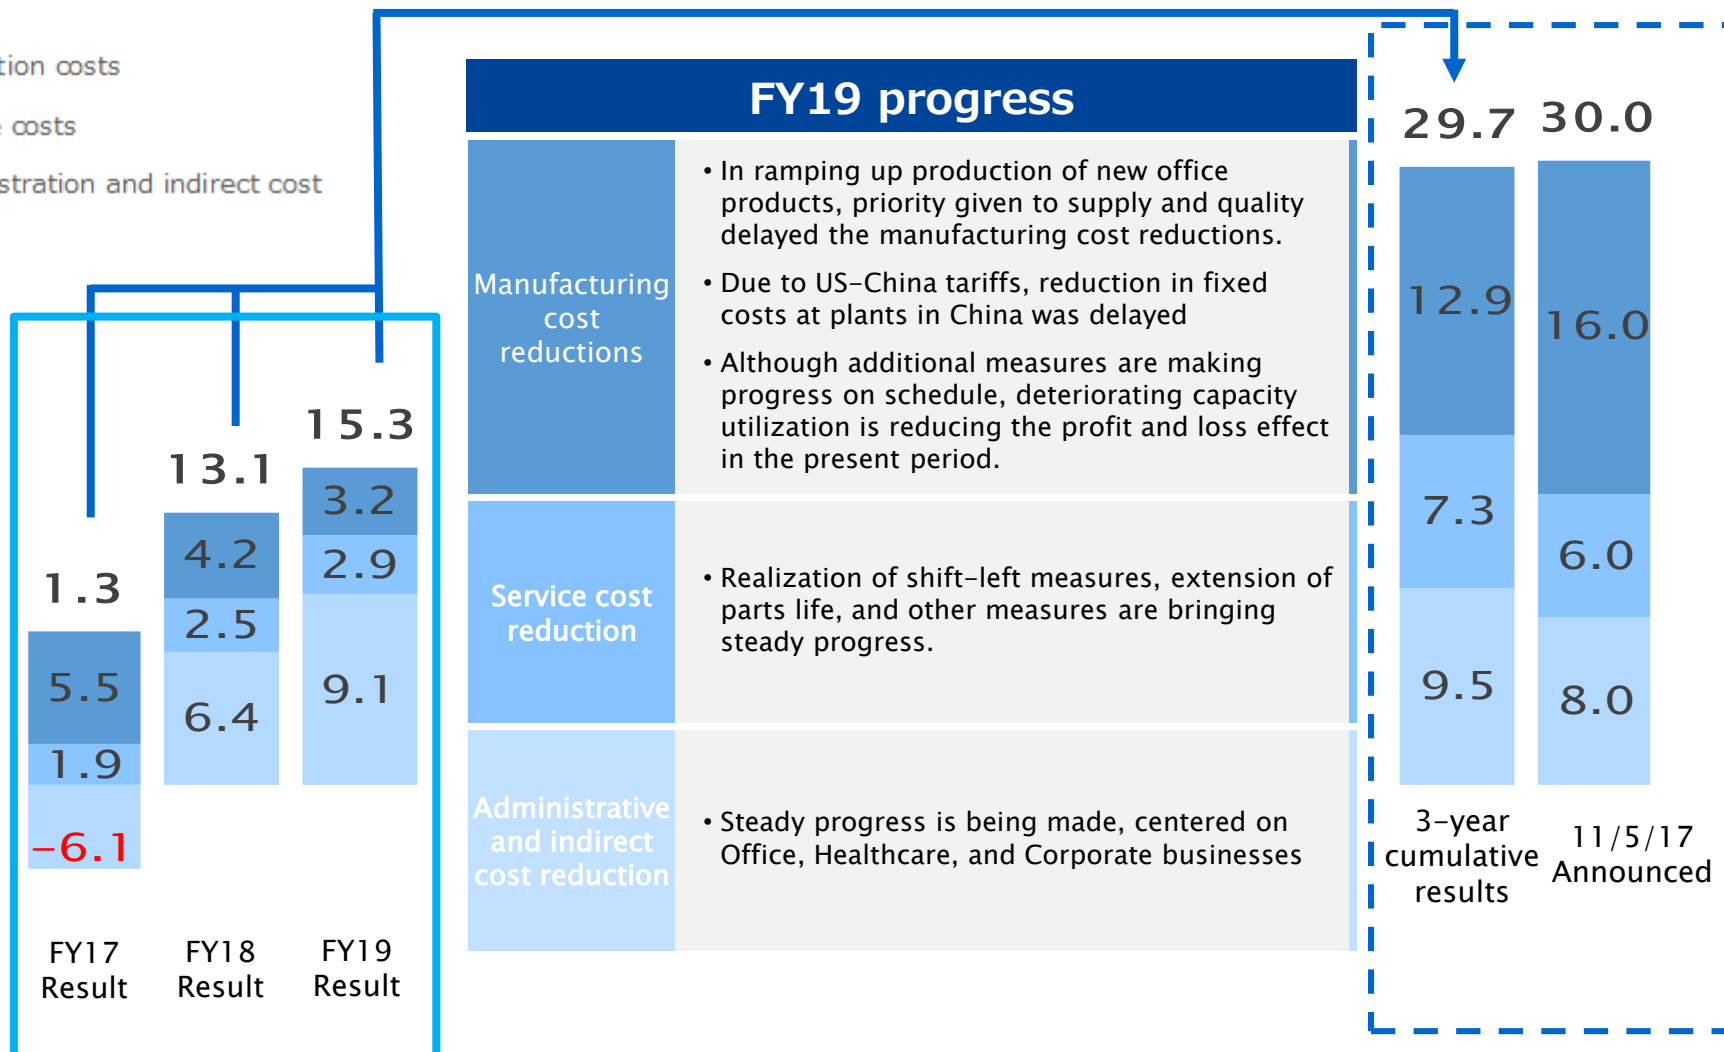 costs
costs
and indirect cost
1.3
5.5
1.9
-6.1
FY17
Result
13.1
4.2
2.5
6.4
FY18
Result
15.3
3.2
2.9
9.1
FY19
Result
FY19 progress
Manufacturing
cost
reductions
• In ramping up production of new office
products, priority given to supply and quality
delayed the manufacturing cost reductions.
• Due to US-China tariffs, reduction in fixed
costs at plants in China was delayed
• Although additional measures are making
progress on schedule, deteriorating capacity
utilization is reducing the profit and loss effect
in the present period.
Service cost
reduction
• Realization of shift-left measures, extension of
parts life, and other measures are bringing
steady progress.
Administrative
and indirect
cost reduction
• Steady progress is being made, centered on
Office, Healthcare, and Corporate businesses
29.7
12.9
7.3
9.5
3-year
cumulative
results
30.0
16.0
6.0
8.0
11/5/17
Announced